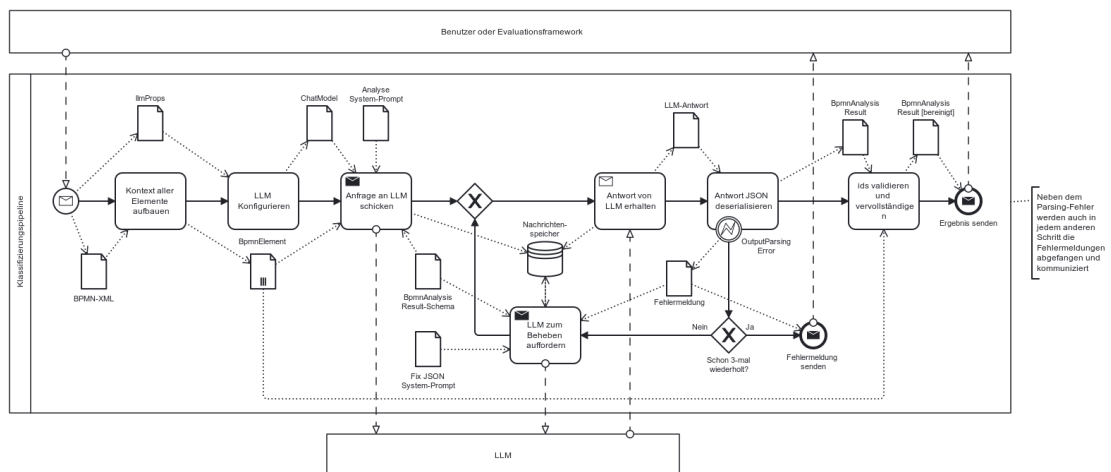 Benutzer oder Evaluationsframework
Klassifizierungspipeline
llmProps
ChatModel
Analyse
System-Prompt
LLM-Antwort
BpmnAnalysis
Result
BpmnAnalysis
Result [bereinigt]
Kontext aller
Elemente
aufbauen
LLM
Konfigurieren
Anfrage an LLM
schicken
X
Antwort von
LLM erhalten
Antwort JSON
deserialisieren
ids validieren
und
vervollständige
n
Ergebnis senden
Neben dem
Parsing-Fehler
werden auch in
jedem anderen
Schritt die
Fehlermeldungen
abgefangen und
kommuniziert
Nachrichten-
speicher
OutputParsing
Error
BpmnElement
BPMN-XML
BpmnAnalysis
Result-Schema
Fehlermeldung
LLM zum
Beheben
auffordern
Nein
X
Ja
Schon 3-mal
wiederholt?
Fehlermeldung
senden
Fix JSON
System-Prompt
LLM